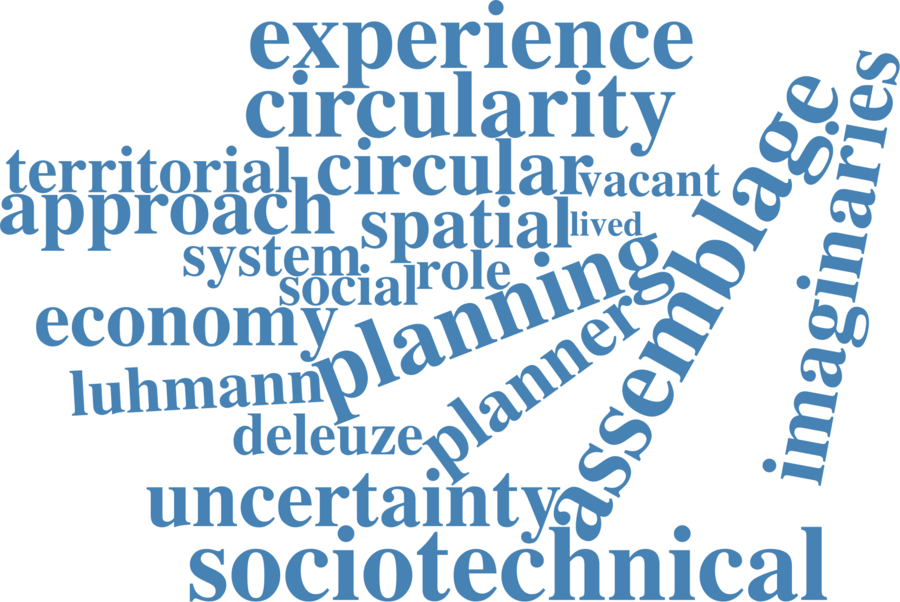 experience
circularity
territorial
circular
vacant
approach
spatial
lived
system
social
role
economy
planning
planner
assemblage
imaginaries
luhmann
deleuze
uncertainty
sociotechnical